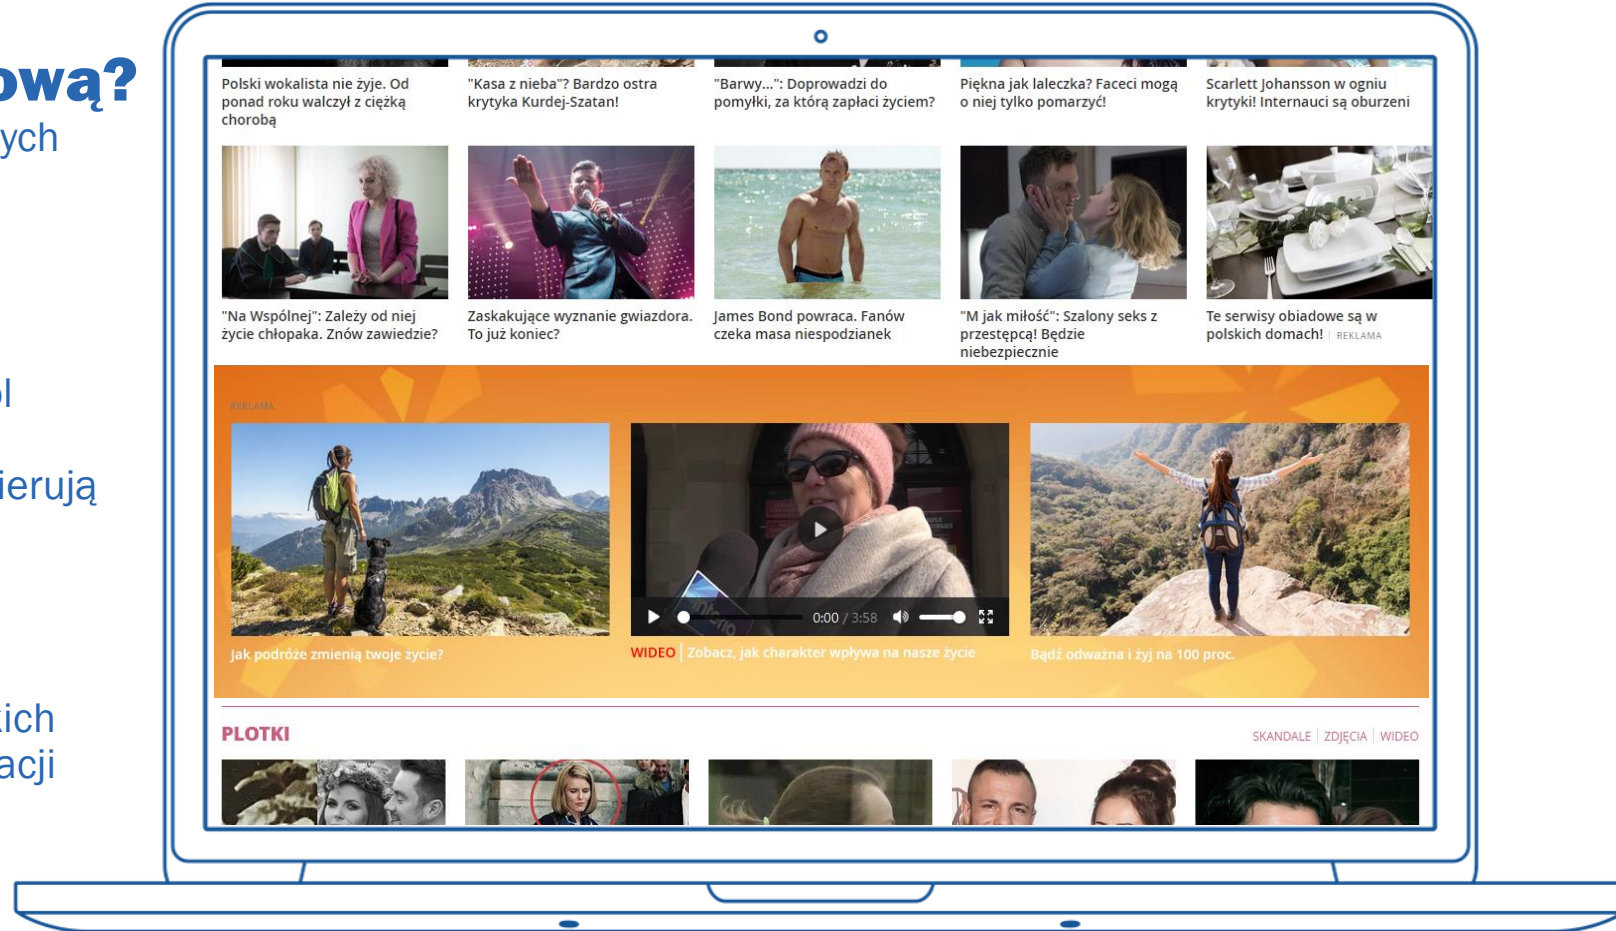 ową?
ych
ol
ierują
kich
acji
Polski wokalista nie żyje. Od
ponad roku walczył z ciężką
chorobą
"Kasa z nieba"? Bardzo ostra
krytyka Kurdej-Szatan!
"Barwy...": Doprowadzi do
pomyłki, za którą zapłaci życiem?
Piękna jak laleczka? Faceci mogą
o niej tylko pomarzyć!
Scarlett Johansson w ogniu
krytyki! Internauci są oburzeni
"Na Wspólnej": Zależy od niej
życie chłopaka. Znów zawiedzie?
Zaskakujące wyznanie gwiazdora.
To już koniec?
James Bond powraca. Fanów
czeka masa niespodzianek
"M jak miłość": Szalony seks z
przestępcą! Będzie
niebezpiecznie
Te serwisy obiadowe są w
polskich domach! | REKLAMA
REKLAMA
interia
0:00 / 3:58
Jak podróże zmienią twoje życie?
WIDEO | Zobacz, jak charakter wpływa na nasze życie
Bądź odważna i żyj na 100 proc.
PLOTKI
SKANDALE | ZDJĘCIA | WIDEO